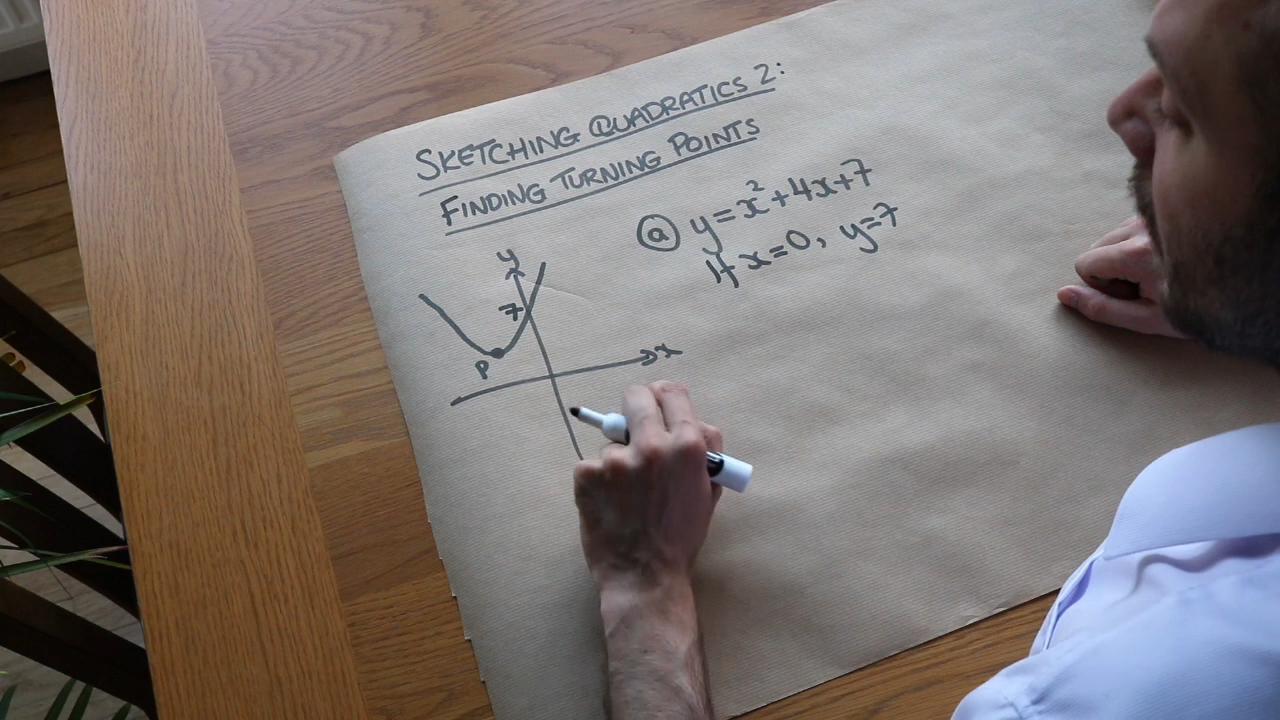 SKETCHING QUADRATICS 2:
FINDING TURNING POINTS
(a) y=x²+4x+7
If x=0, y=7
y
7
P
x